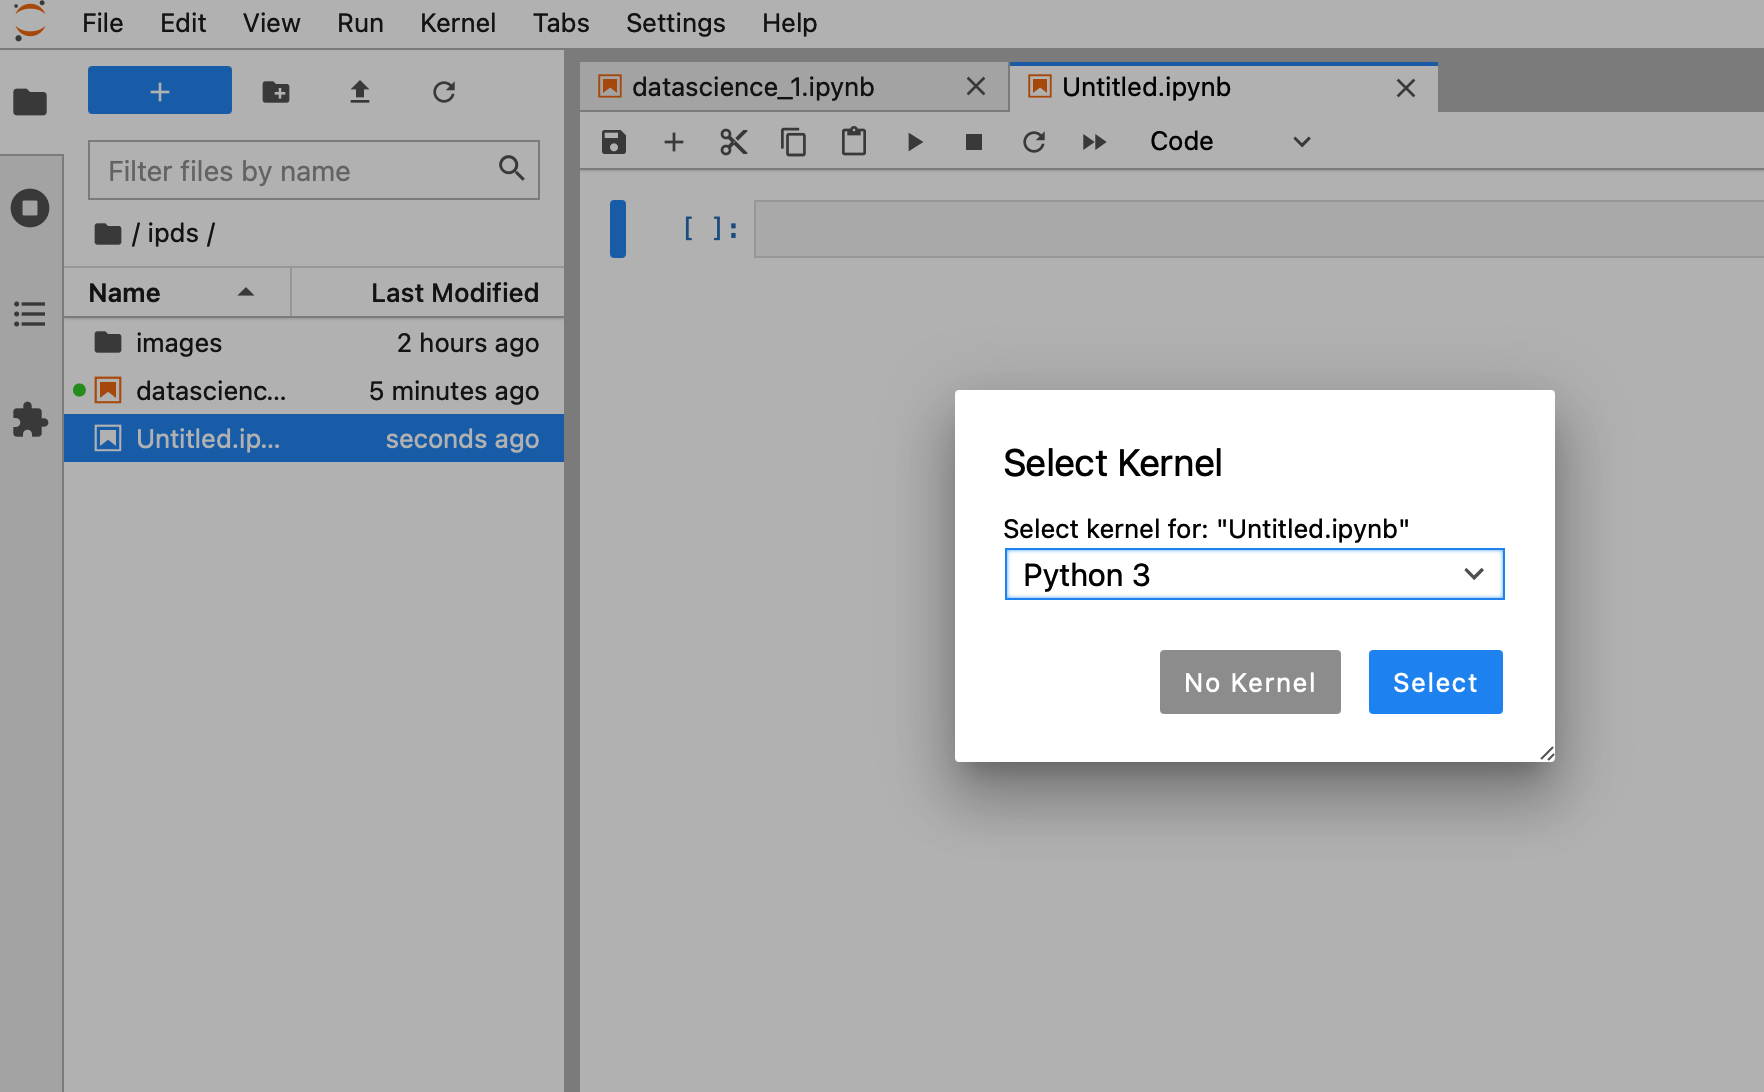 File Edit View Run Kernel Tabs Settings Help
+
Filter files by name
/ ipds /
Name Last Modified
images 2 hours ago
datascienc... 5 minutes ago
Untitled.ip... seconds ago
datascience_1.ipynb Untitled.ipynb
Code
[ ]:
Select Kernel
Select kernel for: "Untitled.ipynb"
Python 3
No Kernel Select